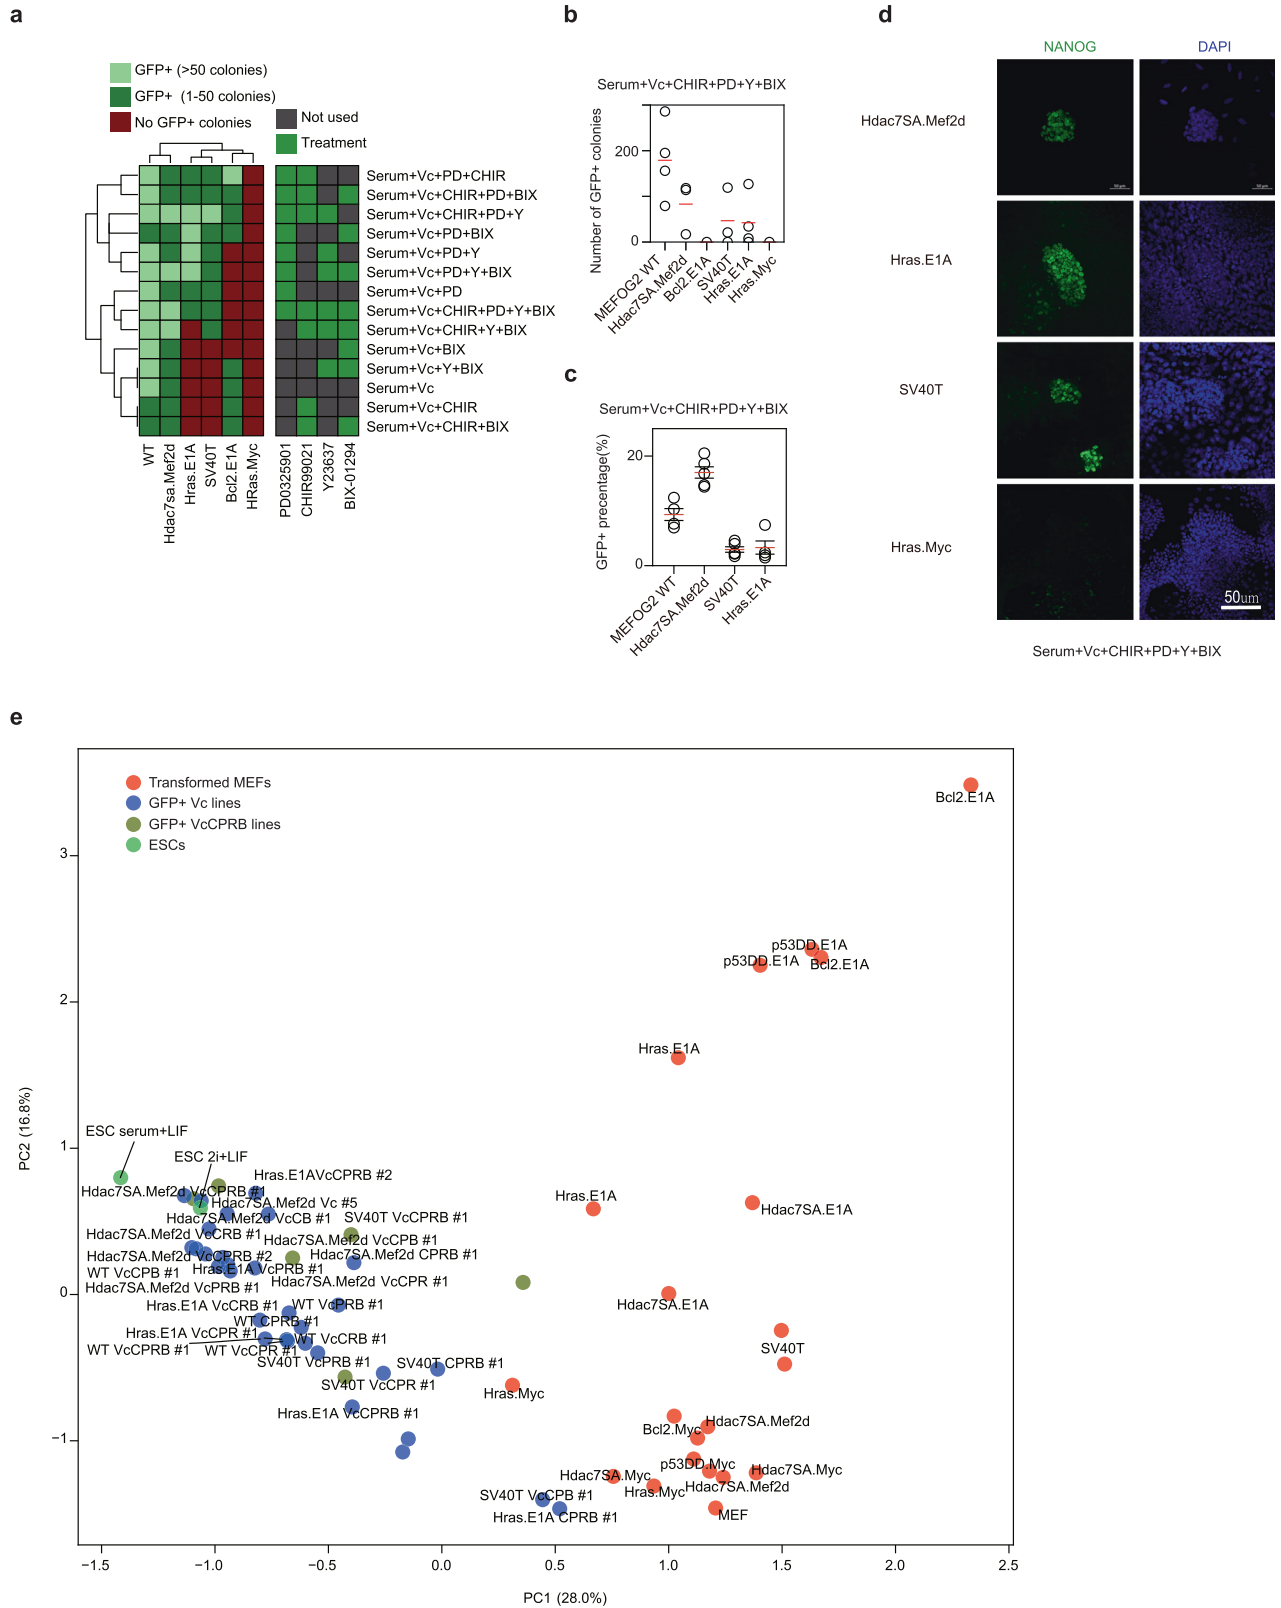 a
GFP+ (>50 colonies)
GFP+ (1-50 colonies)
No GFP+ colonies
Not used
Treatment
Serum+Vc+PD+CHIR
Serum+Vc+CHIR+PD+BIX
Serum+Vc+CHIR+PD+Y
Serum+Vc+PD+BIX
Serum+Vc+PD+Y
Serum+Vc+PD+Y+BIX
Serum+Vc+PD
Serum+Vc+CHIR+PD+Y+BIX
Serum+Vc+CHIR+Y+BIX
Serum+Vc+BIX
Serum+Vc+Y+BIX
Serum+Vc
Serum+Vc+CHIR
Serum+Vc+CHIR+BIX
WT
Hdac7sa.Mef2d
Hras.E1A
SV40T
Bcl2.E1A
HRas.Myc
PD0325901
CHIR99021
Y23637
BIX-01294
b
Serum+Vc+CHIR+PD+Y+BIX
Number of GFP+ colonies
200
0
MEFOG2 WT
Hdac7SA.Mef2d
Bcl2.E1A
SV40T
Hras.E1A
Hras.Myc
c
Serum+Vc+CHIR+PD+Y+BIX
GFP+ precentage(%)
20
0
MEFOG2 WT
Hdac7SA.Mef2d
SV40T
Hras.E1A
d
NANOG
DAPI
Hdac7SA.Mef2d
50 μm
50 μm
Hras.E1A
SV40T
Hras.Myc
50um
Serum+Vc+CHIR+PD+Y+BIX
e
Transformed MEFs
GFP+ Vc lines
GFP+ VcCPRB lines
ESCs
PC2 (16.8%)
3
2
1
0
−1
Bcl2.E1A
p53DD.E1A
p53DD.E1A
Bcl2.E1A
Hras.E1A
ESC serum+LIF
ESC 2i+LIF
Hras.E1AVcCPRB #2
Hdac7SA.Mef2d VcCPRB #1
Hdac7SA.Mef2d Vc #5
Hras.E1A
Hdac7SA.E1A
Hdac7SA.Mef2d VcCB #1
SV40T VcCPRB #1
Hdac7SA.Mef2d VcCRB #1
Hdac7SA.Mef2d VcCPB #1
Hdac7SA.Mef2d VcCPRB #2
Hdac7SA.Mef2d CPRB #1
WT VcCPB #1
Hras.E1A VcPRB #1
Hdac7SA.Mef2d VcPRB #1
Hdac7SA.Mef2d VcCPR #1
Hras.E1A VcCRB #1
WT VcPRB #1
Hdac7SA.E1A
WT CPRB #1
Hras.E1A VcCPR #1
WT VcCRB #1
WT VcCPRB #1
WT VcCPR #1
SV40T
SV40T VcPRB #1
SV40T CPRB #1
SV40T VcCPR #1
Hras.Myc
Hras.E1A VcCPRB #1
Bcl2.Myc
Hdac7SA.Mef2d
p53DD.Myc
Hdac7SA.Myc
Hdac7SA.Myc
Hras.Myc
Hdac7SA.Mef2d
SV40T VcCPB #1
Hras.E1A CPRB #1
MEF
−1.5
−1.0
−0.5
0.0
0.5
1.0
1.5
2.0
2.5
PC1 (28.0%)